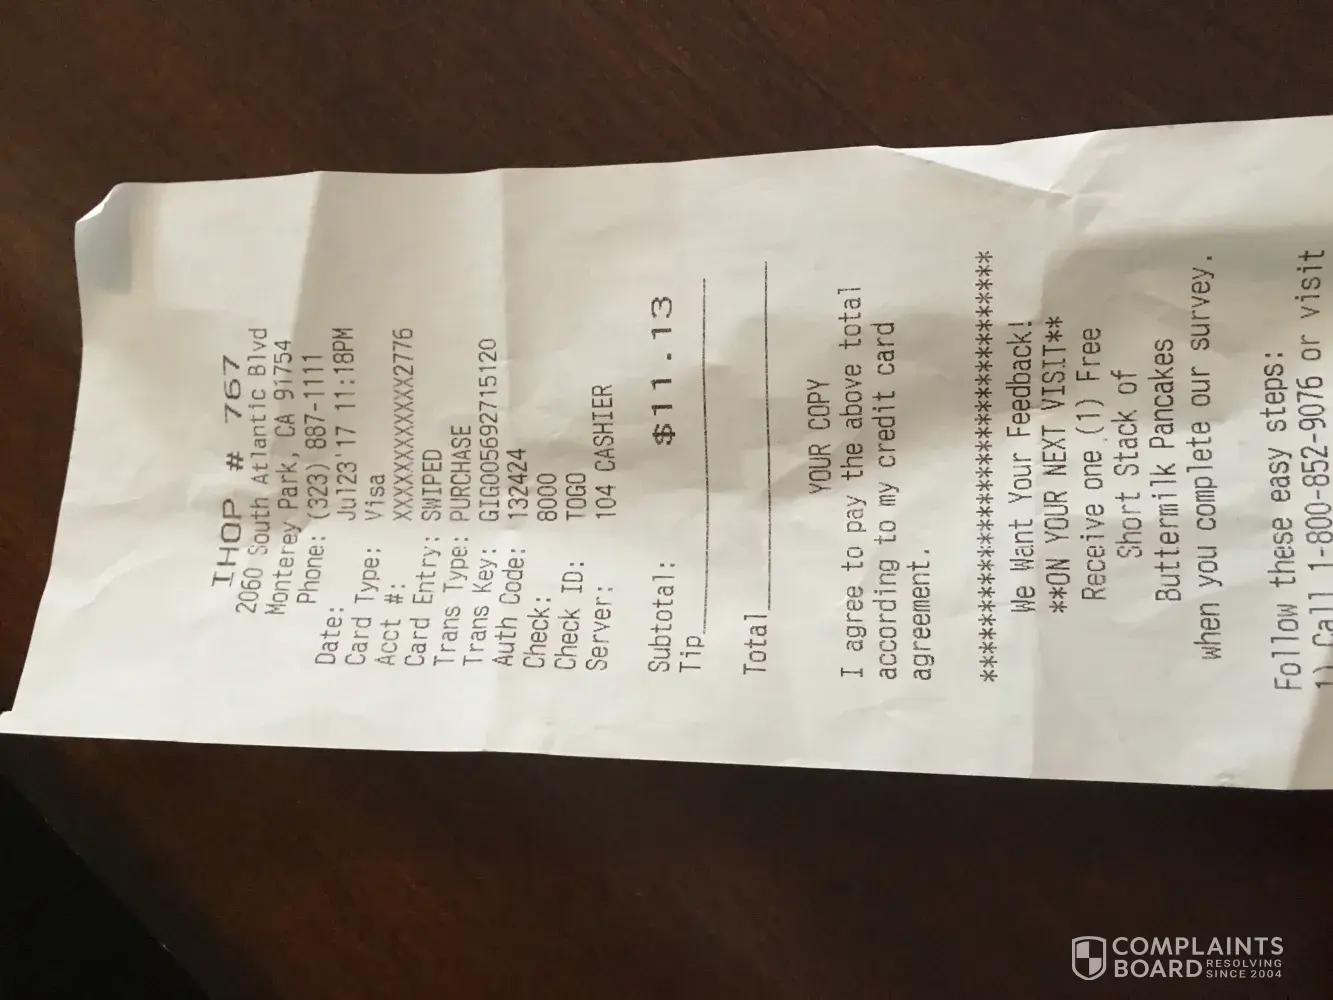 IHOP # 767
2060 South Atlantic Blvd
Monterey Park, CA 91754
Phone: (323) 887-1111
Date: Jul23'17 11:18PM
Card Type: Visa
Acct #: XXXXXXXXXXXX2776
Card Entry: SWIPED
Trans Type: PURCHASE
Trans Key: GIG005692715120
Auth Code: 132424
Check: 8000
Check ID: TOGO
Server: 104 CASHIER
Subtotal: $11.13
Tip
Total
YOUR COPY
I agree to pay the above total
according to my credit card
agreement.
**********************************
We Want Your Feedback!
**ON YOUR NEXT VISIT**
Receive one (1) Free
Short Stack of
Buttermilk Pancakes
when you complete our survey.
Follow these easy steps:
1) Call 1-800-852-9076 or visit
COMPLAINTS
BOARD RESOLVING
SINCE 2004